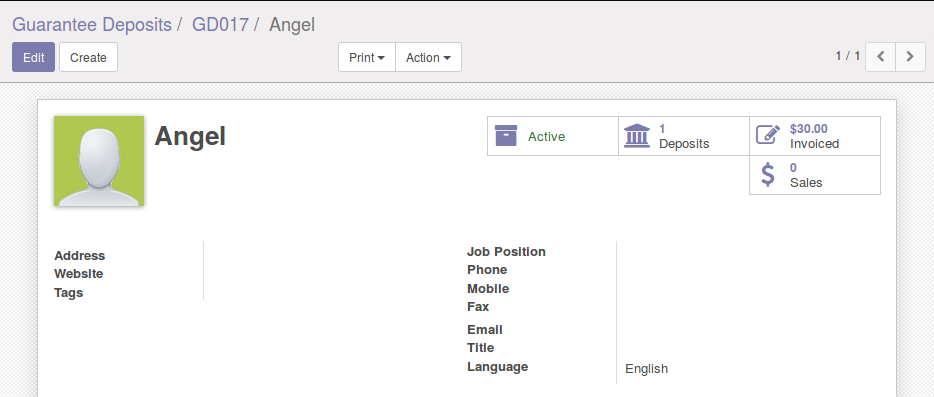 Guarantee Deposits / GD017 / Angel
Edit Create Print Action 1 / 1
Angel
Active
1
Deposits
$30.00
Invoiced
0
Sales
Address
Website
Tags
Job Position
Phone
Mobile
Fax
Email
Title
Language English